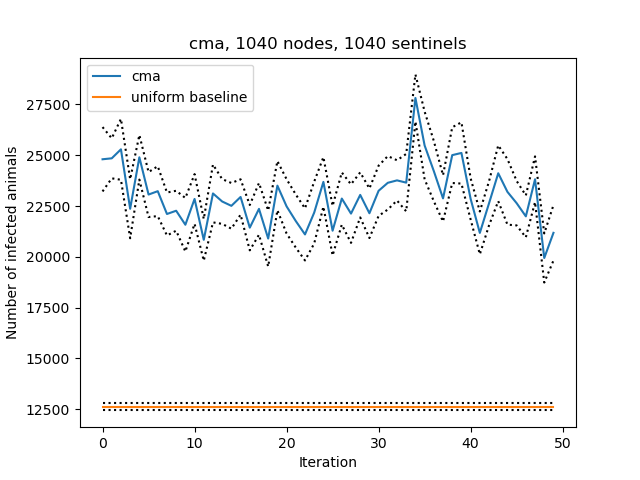 cma, 1040 nodes, 1040 sentinels
cma
uniform baseline
Number of infected animals
27500
25000
22500
20000
17500
15000
12500
0 10 20 30 40 50
Iteration